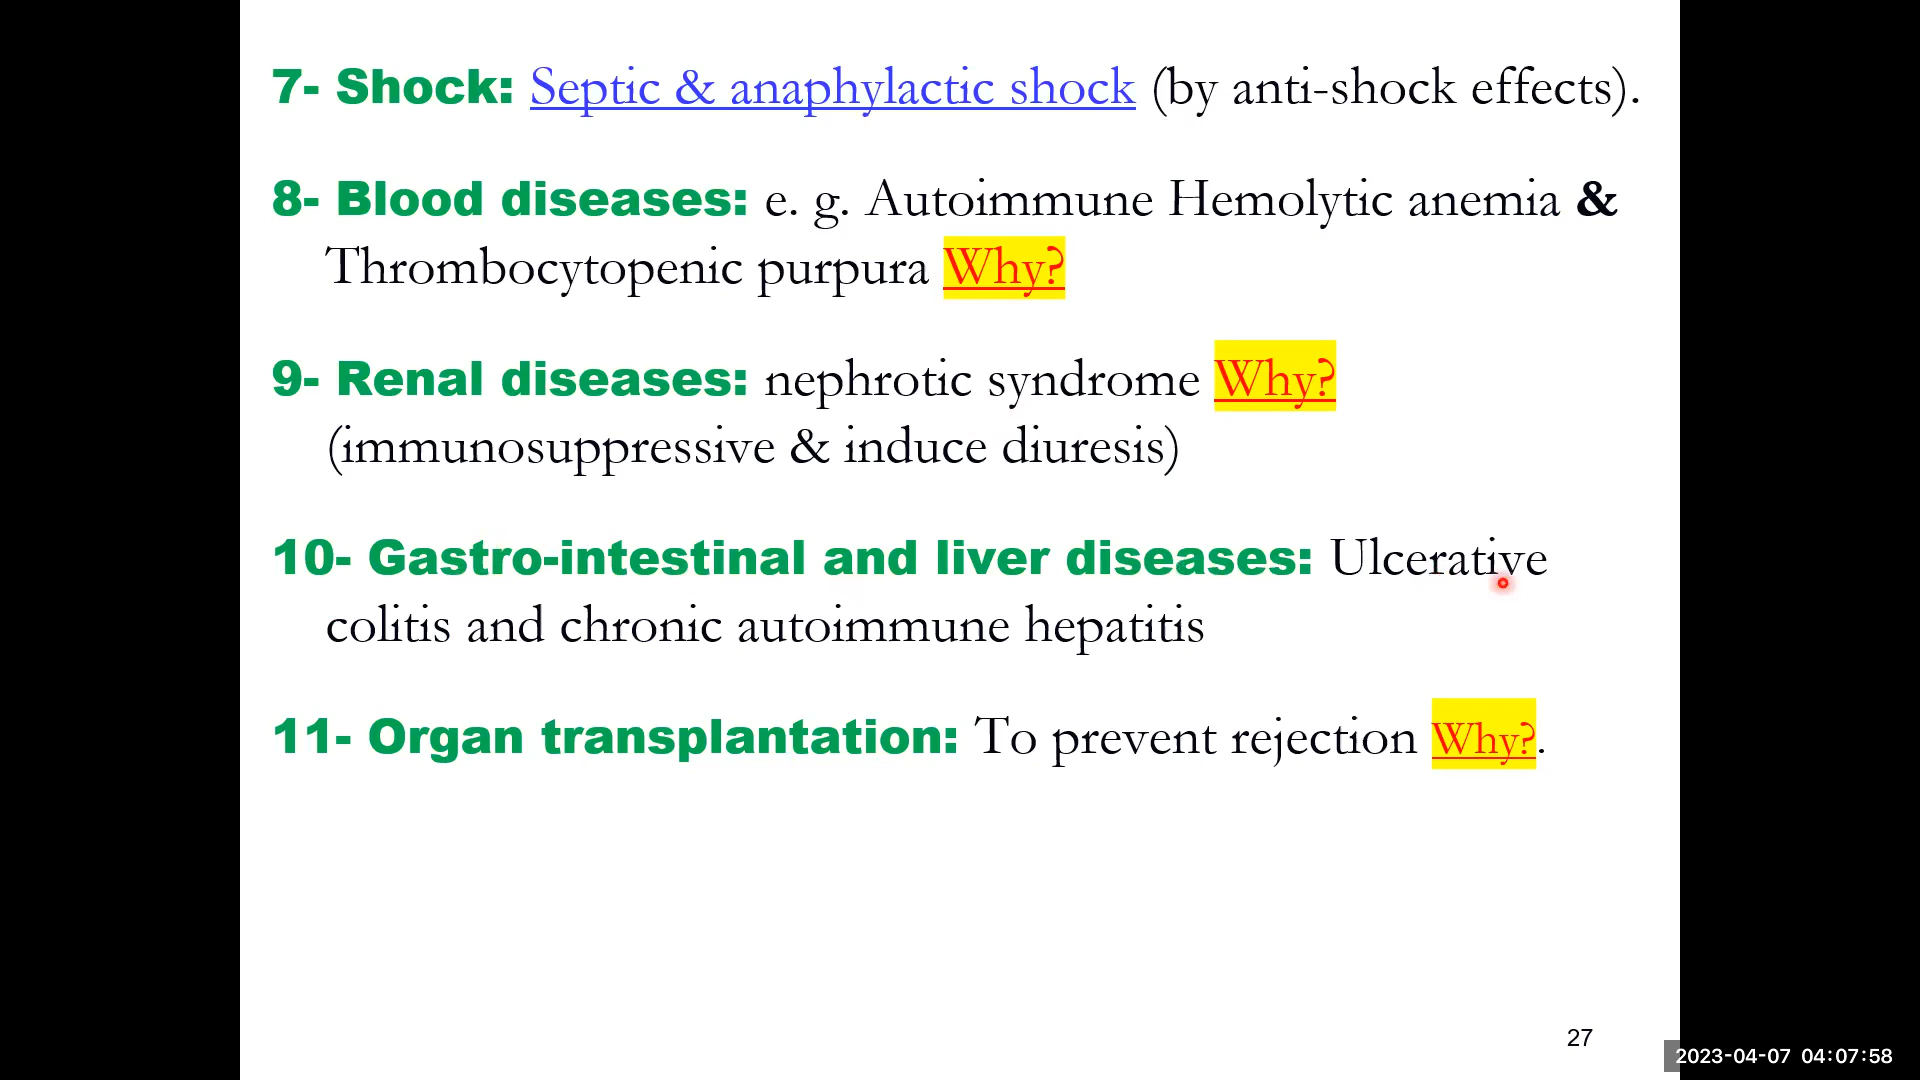 7- Shock: Septic & anaphylactic shock (by anti-shock effects).
8- Blood diseases: e. g. Autoimmune Hemolytic anemia &
Thrombocytopenic purpura Why?
9- Renal diseases: nephrotic syndrome Why?
(immunosuppressive & induce diuresis)
10- Gastro-intestinal and liver diseases: Ulcerative
colitis and chronic autoimmune hepatitis
11- Organ transplantation: To prevent rejection Why?.
27
2023-04-07 04:07:58